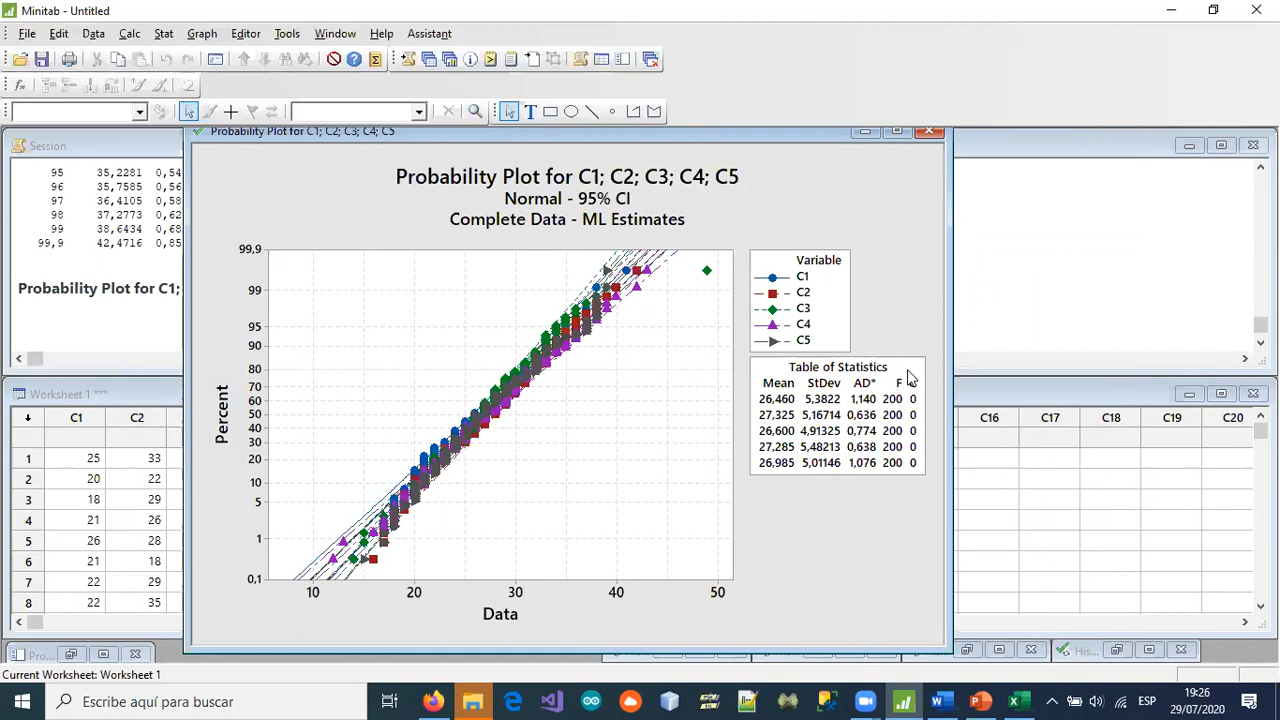 Minitab - Untitled
File Edit Data Calc Stat Graph Editor Tools Window Help Assistant
Session
Probability Plot for C1; C2; C3; C4; C5
95 35,2281 0,54
96 35,7585 0,56
97 36,4105 0,58
98 37,2773 0,62
99 38,6434 0,68
99,9 42,4716 0,85
Probability Plot for C1;
Probability Plot for C1; C2; C3; C4; C5
Normal - 95% CI
Complete Data - ML Estimates
99,9
99
95
90
80
70
60
50
40
30
20
10
5
1
0,1
Percent
10 20 30 40 50
Data
Variable
C1
C2
C3
C4
C5
Table of Statistics
Mean StDev AD* F
26,460 5,3822 1,140 200 0
27,325 5,16714 0,636 200 0
26,600 4,91325 0,774 200 0
27,285 5,48213 0,638 200 0
26,985 5,01146 1,076 200 0
Worksheet 1 ***
C1 C2 C16 C17 C18 C19 C20
1 25 33
2 20 22
3 18 29
4 21 26
5 26 28
6 21 18
7 22 29
8 22 35
Pro... His...
Current Worksheet: Worksheet 1
Escribe aquí para buscar
ESP
19:26
29/07/2020